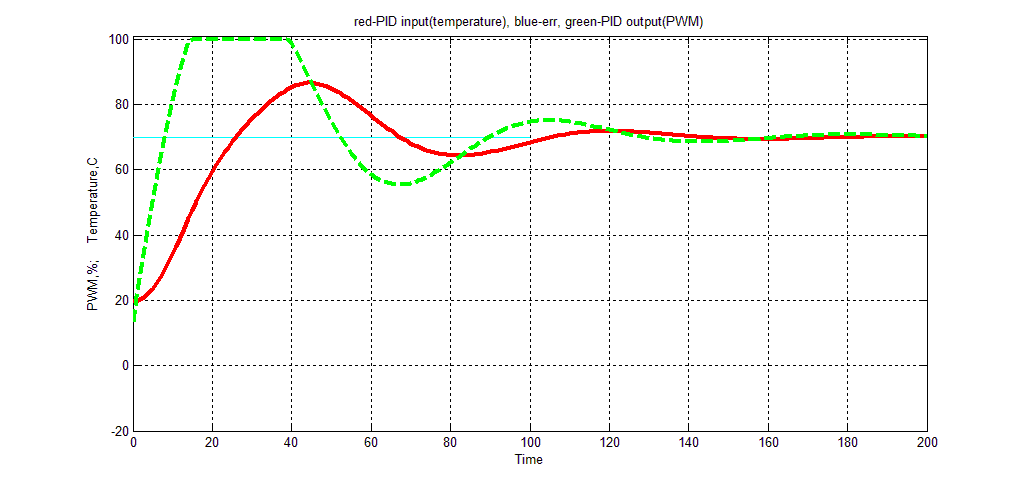 red-PID input(temperature), blue-err, green-PID output(PWM)
100
80
60
40
20
0
-20
PWM,%; Temperature,C
0 20 40 60 80 100 120 140 160 180 200
Time